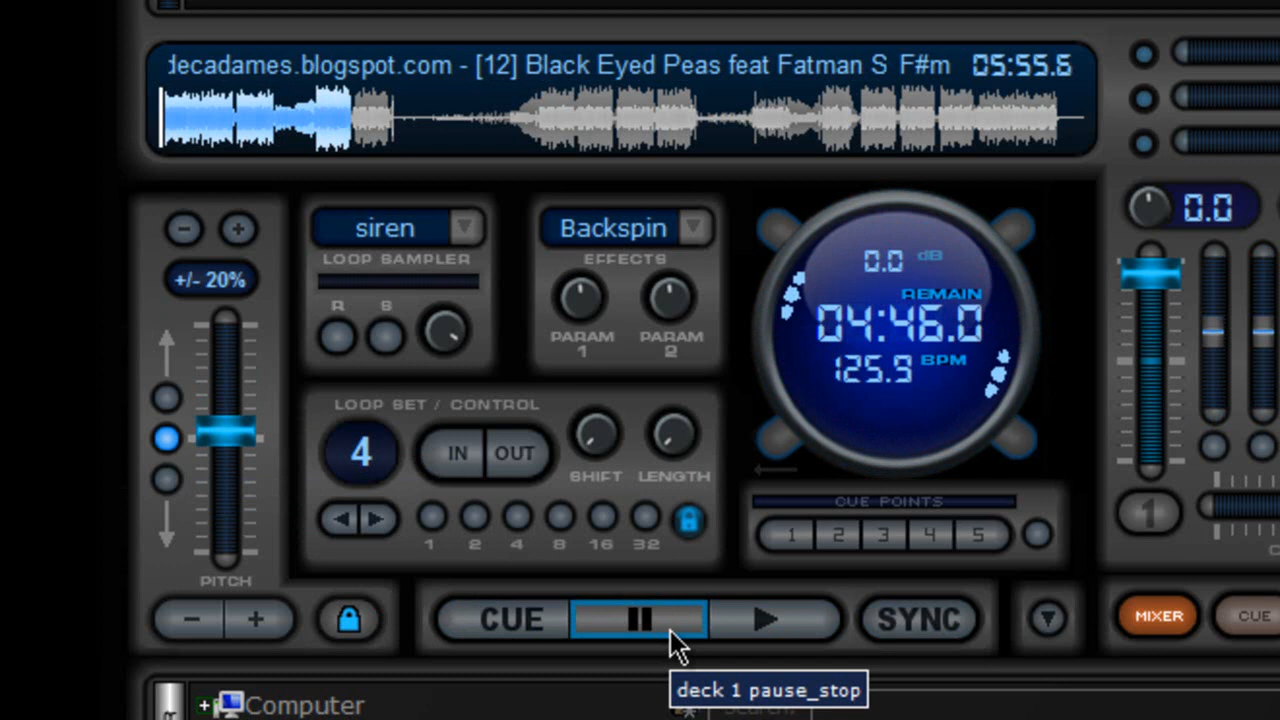 decadames.blogspot.com - [12] Black Eyed Peas feat Fatman S F#m 05:55.6
0.0
+/- 20%
siren
LOOP SAMPLER
R S
Backspin
EFFECTS
PARAM 1
PARAM 2
0.0 dB
REMAIN
04:46.0
125.9 BPM
LOOP SET / CONTROL
4
IN OUT
SHIFT LENGTH
1 2 4 8 16 32
CUE POINTS
1 2 3 4 5
1
PITCH
− +
CUE
SYNC
MIXER
CUE
deck 1 pause_stop
Computer